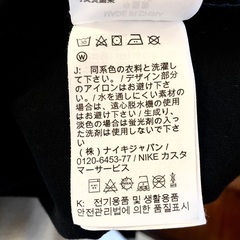 J: 同系色の衣料と洗濯し
て下さい。/ デザイン部分
のアイロンはお避け下さ
い。/ 水を通しにくい素材の
場合は、遠心脱水機の使用
はお避け下さい。/ 生成り、
淡色の場合は蛍光剤の入っ
た洗剤は使用しないで下さ
い。
(株) ナイキジャパン/
0120-6453-77 / NIKE カスタ
マーサービス
K: 전기용품 및 생활용품
안전관리법에 의한 품질표시